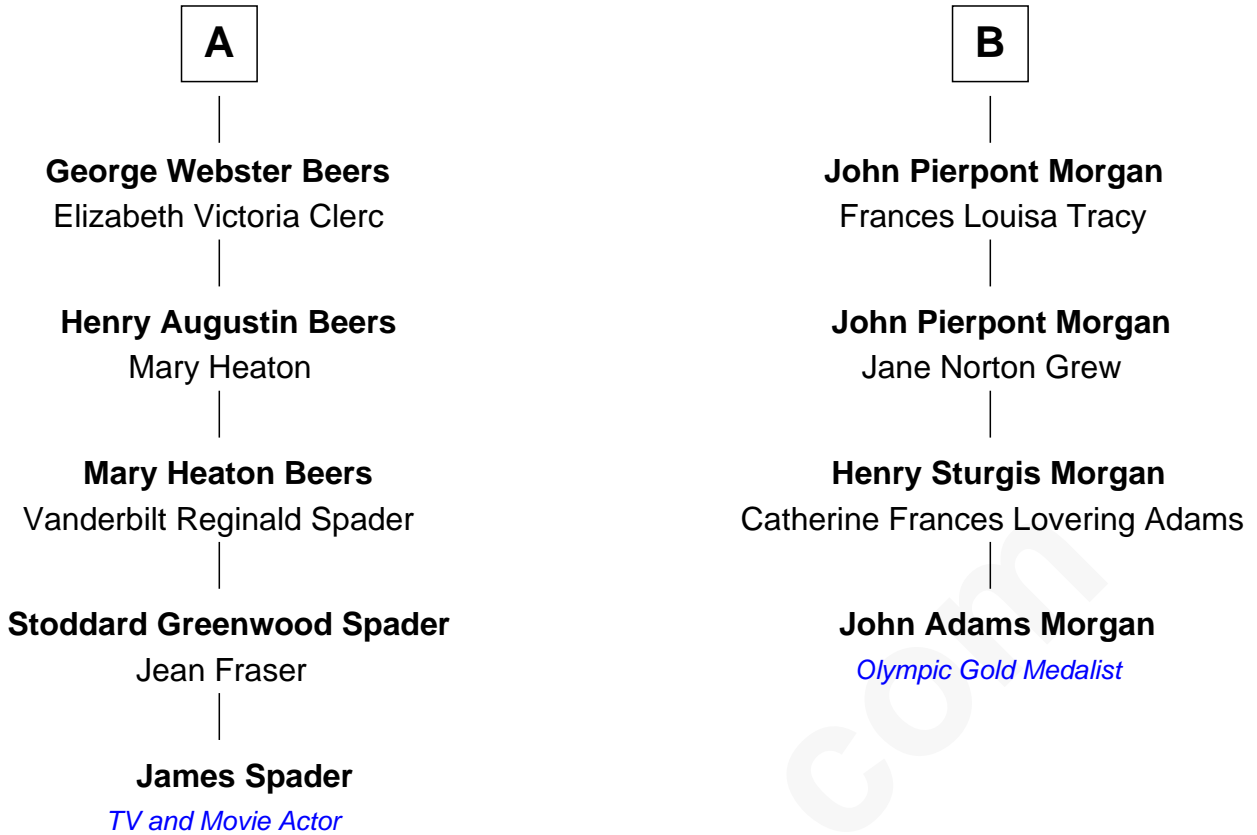 A
George Webster Beers
Elizabeth Victoria Clerc
Henry Augustin Beers
Mary Heaton
Mary Heaton Beers
Vanderbilt Reginald Spader
Stoddard Greenwood Spader
Jean Fraser
James Spader
TV and Movie Actor
B
John Pierpont Morgan
Frances Louisa Tracy
John Pierpont Morgan
Jane Norton Grew
Henry Sturgis Morgan
Catherine Frances Lovering Adams
John Adams Morgan
Olympic Gold Medalist
com